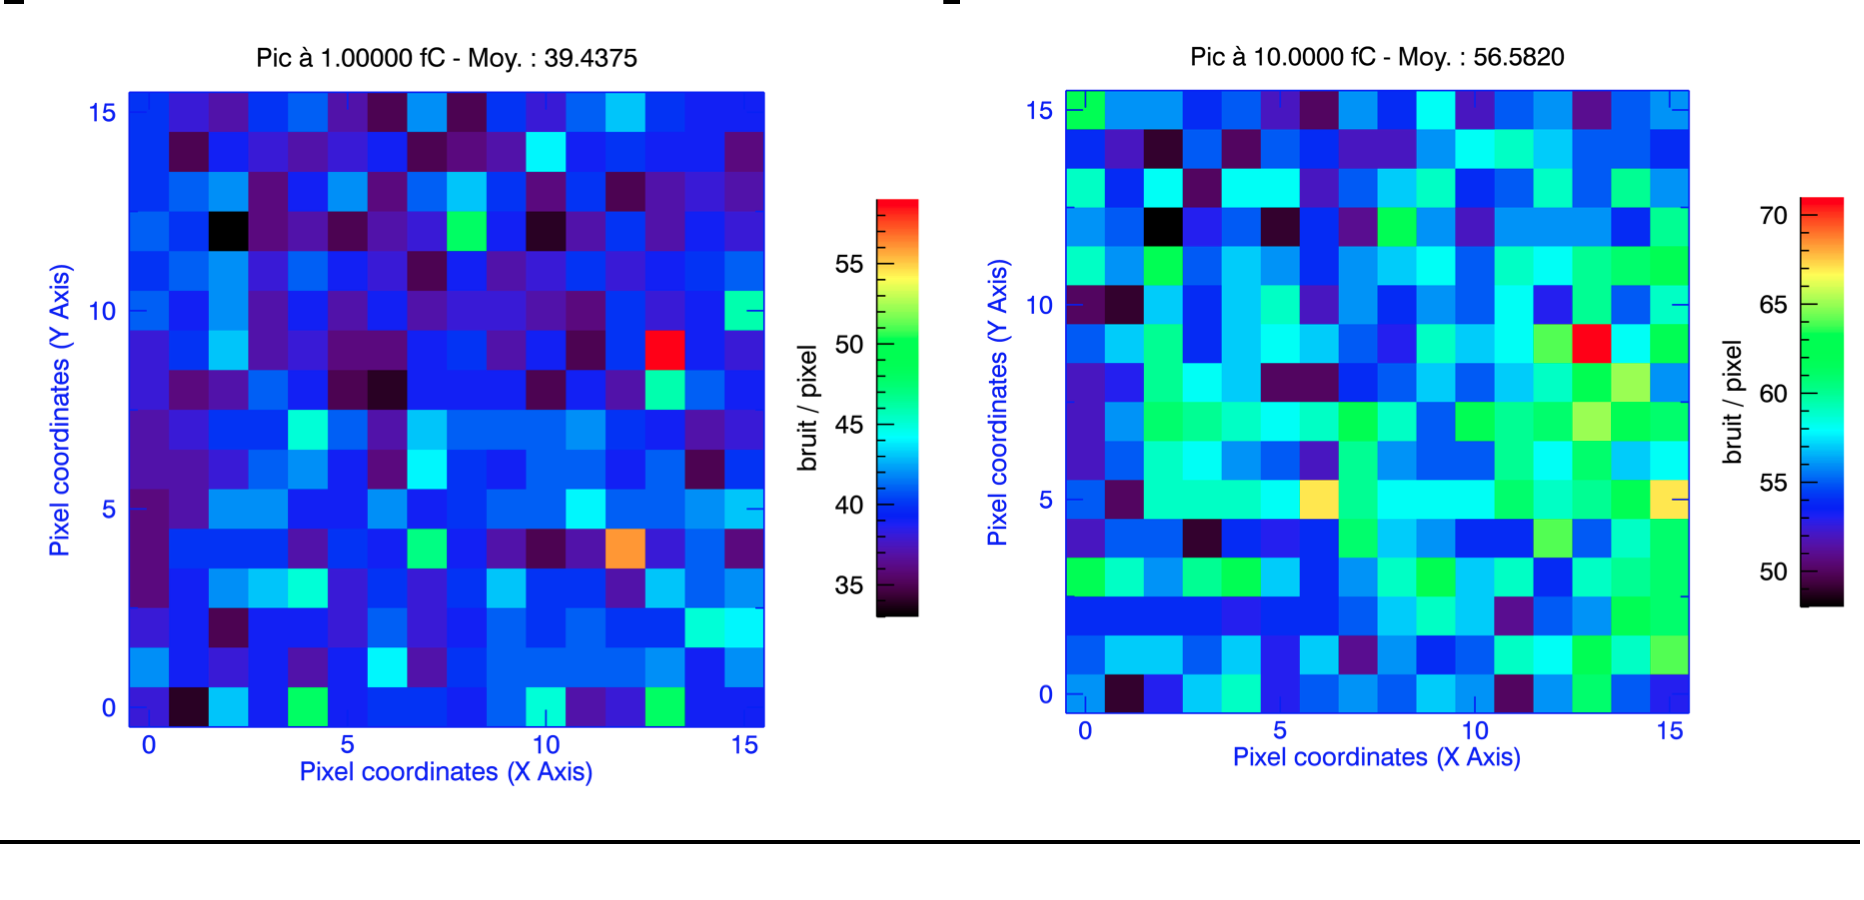 Pic à 1.00000 fC - Moy. : 39.4375
15
10
5
0
0 5 10 15
Pixel coordinates (X Axis)
Pixel coordinates (Y Axis)
55
50
45
40
35
bruit / pixel
Pic à 10.0000 fC - Moy. : 56.5820
15
10
5
0
0 5 10 15
Pixel coordinates (X Axis)
Pixel coordinates (Y Axis)
70
65
60
55
50
bruit / pixel